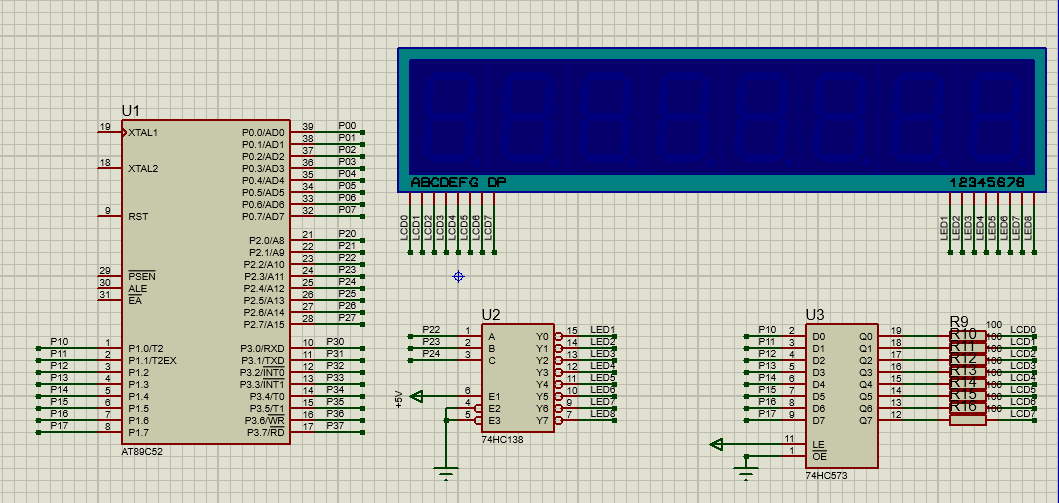 U1
19 XTAL1
18 XTAL2
9 RST
29 PSEN
30 ALE
31 EA
P10 1 P1.0/T2
P11 2 P1.1/T2EX
P12 3 P1.2
P13 4 P1.3
P14 5 P1.4
P15 6 P1.5
P16 7 P1.6
P17 8 P1.7
P0.0/AD0 39 P00
P0.1/AD1 38 P01
P0.2/AD2 37 P02
P0.3/AD3 36 P03
P0.4/AD4 35 P04
P0.5/AD5 34 P05
P0.6/AD6 33 P06
P0.7/AD7 32 P07
P2.0/A8 21 P20
P2.1/A9 22 P21
P2.2/A10 23 P22
P2.3/A11 24 P23
P2.4/A12 25 P24
P2.5/A13 26 P25
P2.6/A14 27 P26
P2.7/A15 28 P27
P3.0/RXD 10 P30
P3.1/TXD 11 P31
P3.2/INT0 12 P32
P3.3/INT1 13 P33
P3.4/T0 14 P34
P3.5/T1 15 P35
P3.6/WR 16 P36
P3.7/RD 17 P37
AT89C52
ABCDEFG DP
12345678
LCD0
LCD1
LCD2
LCD3
LCD4
LCD5
LCD6
LCD7
LED1
LED2
LED3
LED4
LED5
LED6
LED7
LED8
U2
P22 1 A
P23 2 B
P24 3 C
+5V
6 E1
4 E2
5 E3
Y0 15 LED1
Y1 14 LED2
Y2 13 LED3
Y3 12 LED4
Y4 11 LED5
Y5 10 LED6
Y6 9 LED7
Y7 7 LED8
74HC138
U3
P10 2 D0
P11 3 D1
P12 4 D2
P13 5 D3
P14 6 D4
P15 7 D5
P16 8 D6
P17 9 D7
11 LE
1 OE
Q0 19
Q1 18
Q2 17
Q3 16
Q4 15
Q5 14
Q6 13
Q7 12
74HC573
R9 100 LCD0
R10 100 LCD1
R11 100 LCD2
R12 100 LCD3
R13 100 LCD4
R14 100 LCD5
R15 100 LCD6
R16 100 LCD7